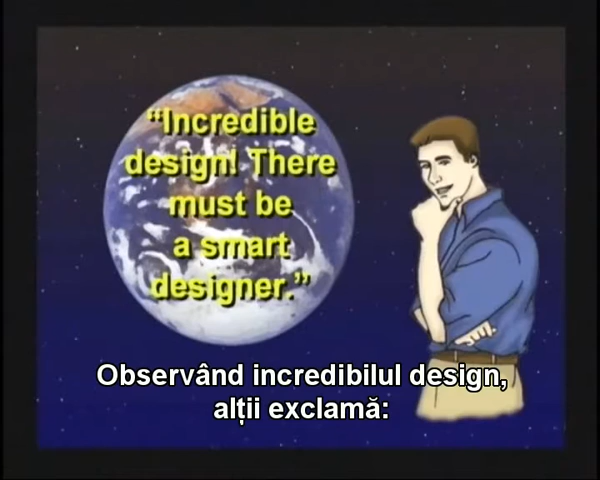 “Incredible
design! There
must be
a smart
designer.”
Observând incredibilul design,
alții exclamă: